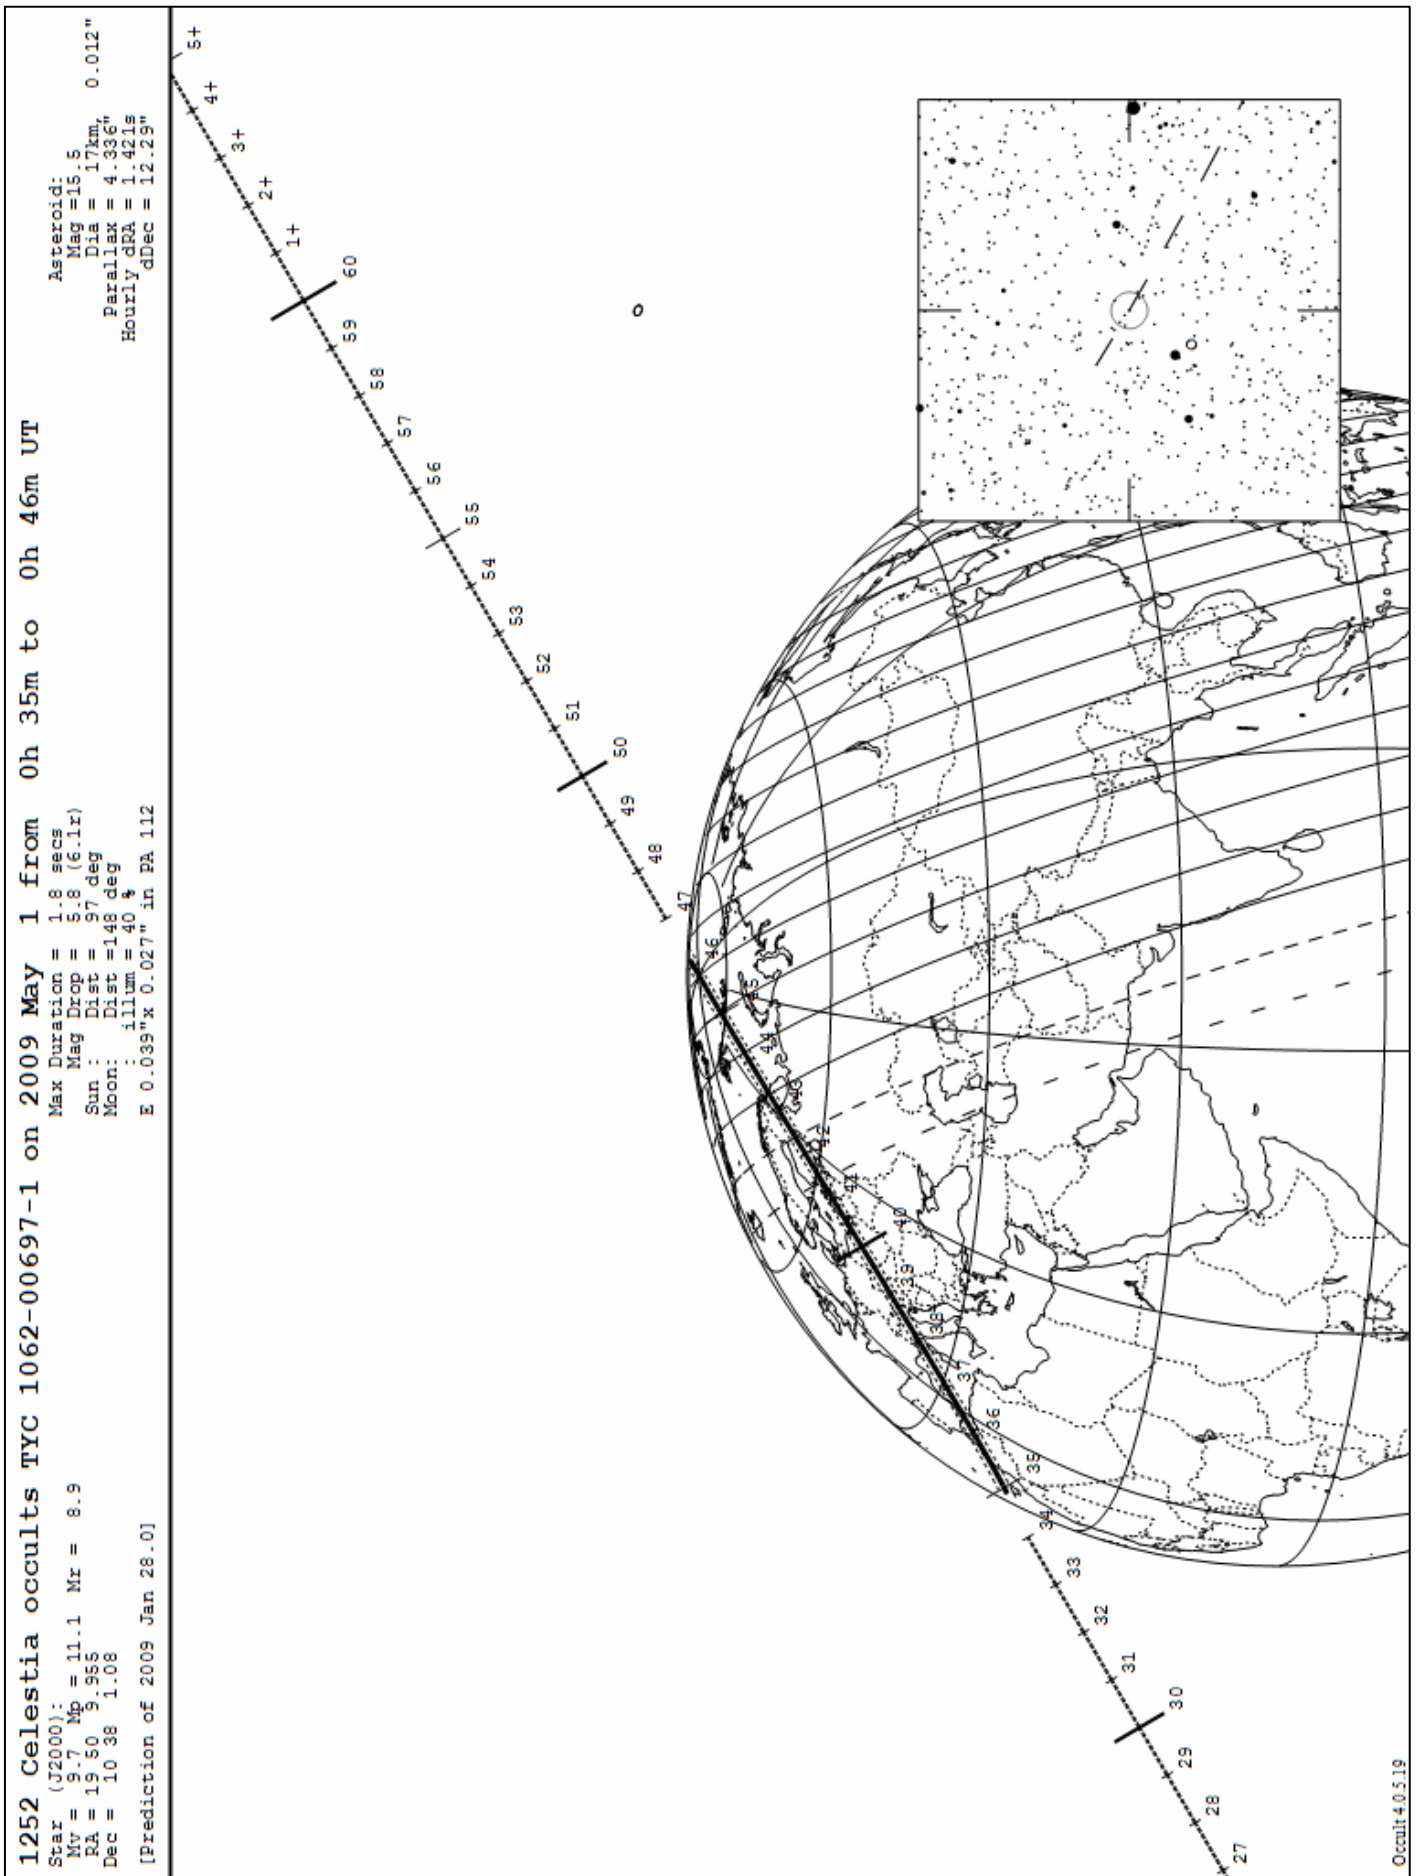 1252 Celestia occults TYC 1062-00697-1 on 2009 May  1 from  0h 35m to  0h 46m UT
Star (J2000):
Mv =  9.7  Mp = 11.1  Mr =  8.9
RA = 19 50  9.955
Dec = 10 38  1.08
[Prediction of 2009 Jan 28.0]
Max Duration =  1.8 secs
Mag Drop =  5.8 (6.1r)
Sun :   Dist = 97 deg
Moon:   Dist =148 deg
:  illum = 40 %
E 0.039"x 0.027" in PA 112
Asteroid:
Mag =15.5
Dia =  17km,   0.012"
Parallax = 4.336"
Hourly dRA = 1.421s
dDec = 12.29"
27
28
29
30
31
32
33
34
35
36
37
38
39
40
41
42
43
44
45
46
47
48
49
50
51
52
53
54
55
56
57
58
59
60
1+
2+
3+
4+
5+
Occult 4.0.5.19